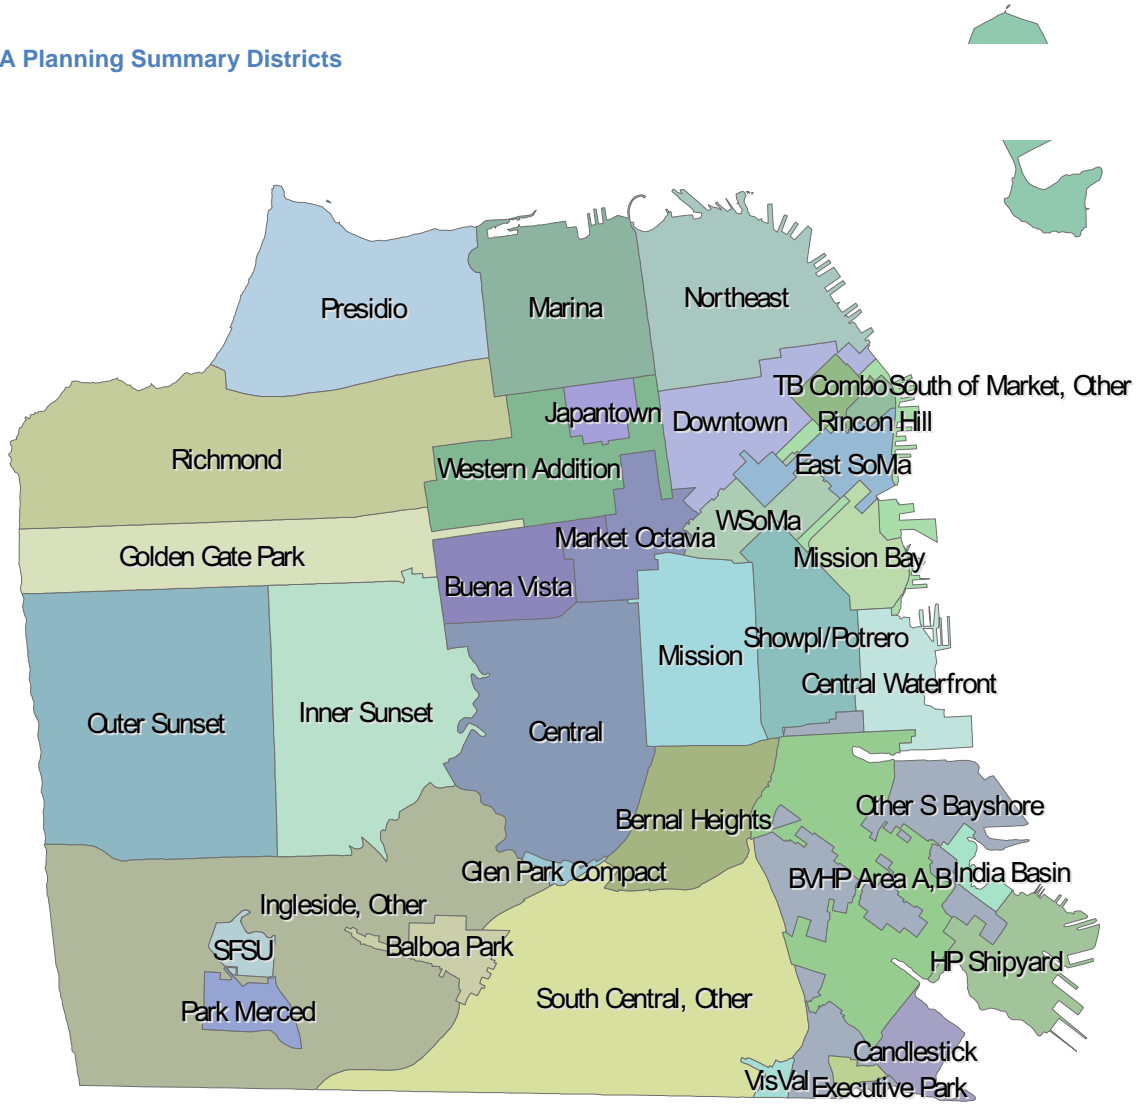 A Planning Summary Districts
Presidio
Marina
Northeast
TB Combo
South of Market, Other
Japantown
Downtown
Rincon Hill
Richmond
Western Addition
East SoMa
WSoMa
Market Octavia
Golden Gate Park
Mission Bay
Buena Vista
Showpl/Potrero
Mission
Central Waterfront
Inner Sunset
Outer Sunset
Central
Other S Bayshore
Bernal Heights
Glen Park Compact
BVHP Area A,B
India Basin
Ingleside, Other
Balboa Park
SFSU
HP Shipyard
South Central, Other
Park Merced
Candlestick
VisVal
Executive Park